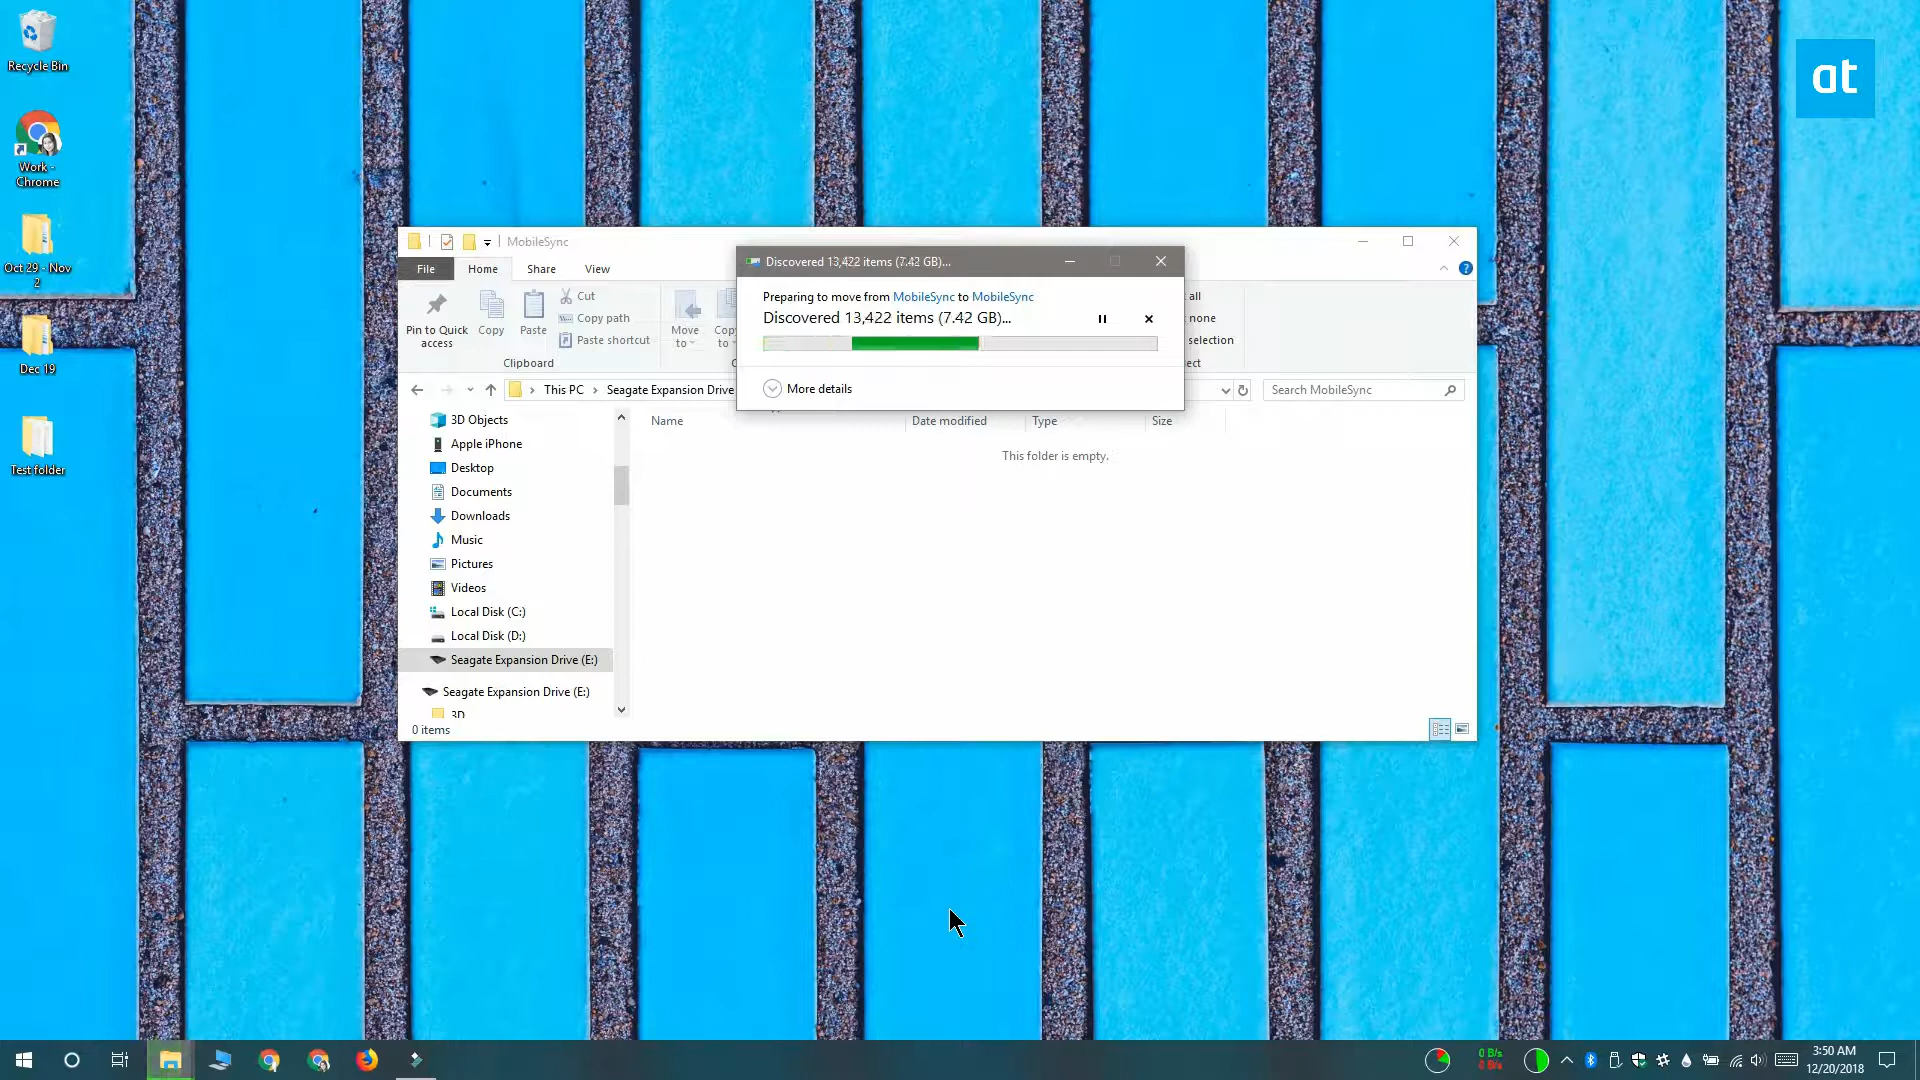 Recycle Bin
Work -
Chrome
Oct 29 - Nov
2
Dec 19
Test folder
at
MobileSync
File
Home
Share
View
Pin to Quick
access
Copy
Paste
Cut
Copy path
Paste shortcut
Clipboard
Move
to
Cop
to
all
none
selection
ect
Discovered 13,422 items (7.42 GB)...
Preparing to move from MobileSync to MobileSync
Discovered 13,422 items (7.42 GB)...
More details
This PC
Seagate Expansion Drive
Search MobileSync
3D Objects
Apple iPhone
Desktop
Documents
Downloads
Music
Pictures
Videos
Local Disk (C:)
Local Disk (D:)
Seagate Expansion Drive (E:)
Seagate Expansion Drive (E:)
3D
Name
Date modified
Type
Size
This folder is empty.
0 items
0 B/s
0 B/s
3:50 AM
12/20/2018